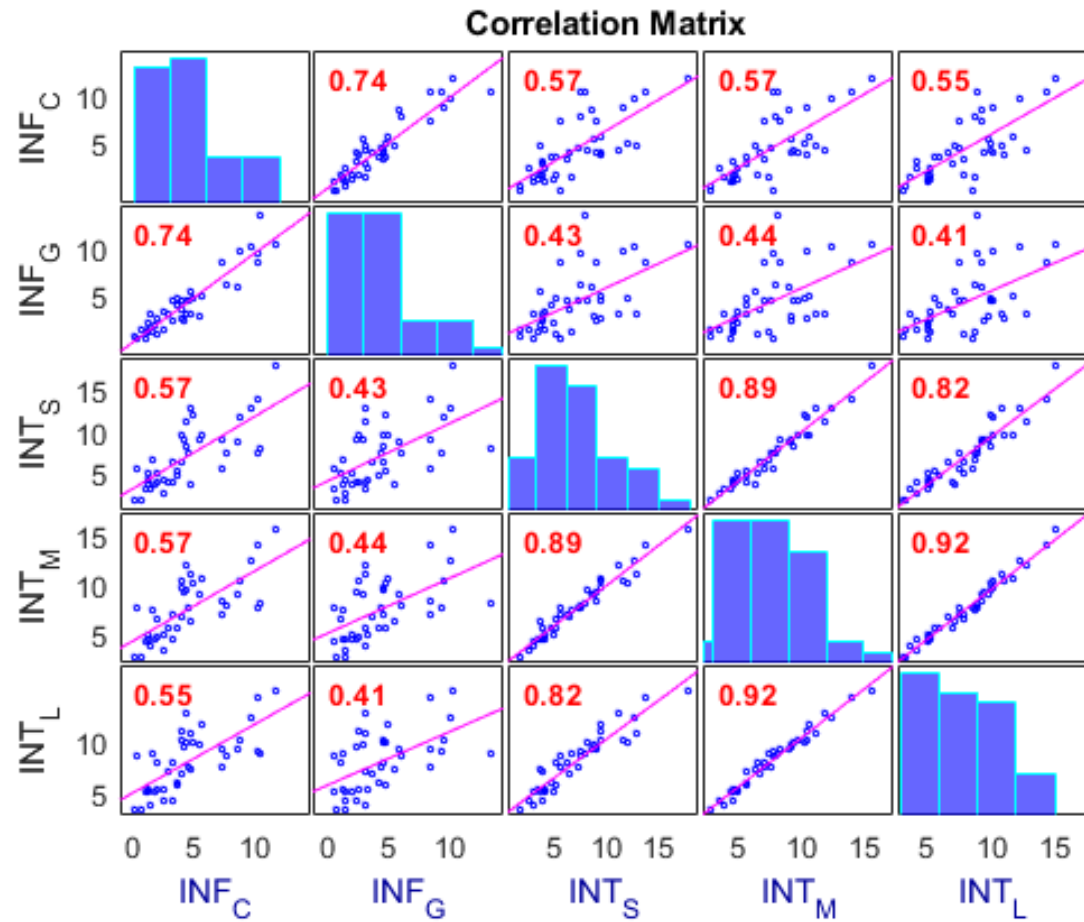 Correlation Matrix
INF_C 10 5 0.74 0.57 0.57 0.55
INF_G 10 5 0.74 0.43 0.44 0.41
INT_S 15 10 5 0.57 0.43 0.89 0.82
INT_M 15 10 5 0.57 0.44 0.89 0.92
INT_L 10 5 0.55 0.41 0.82 0.92
0 5 10 0 5 10 5 10 15 5 10 15 5 10 15
INF_C INF_G INT_S INT_M INT_L